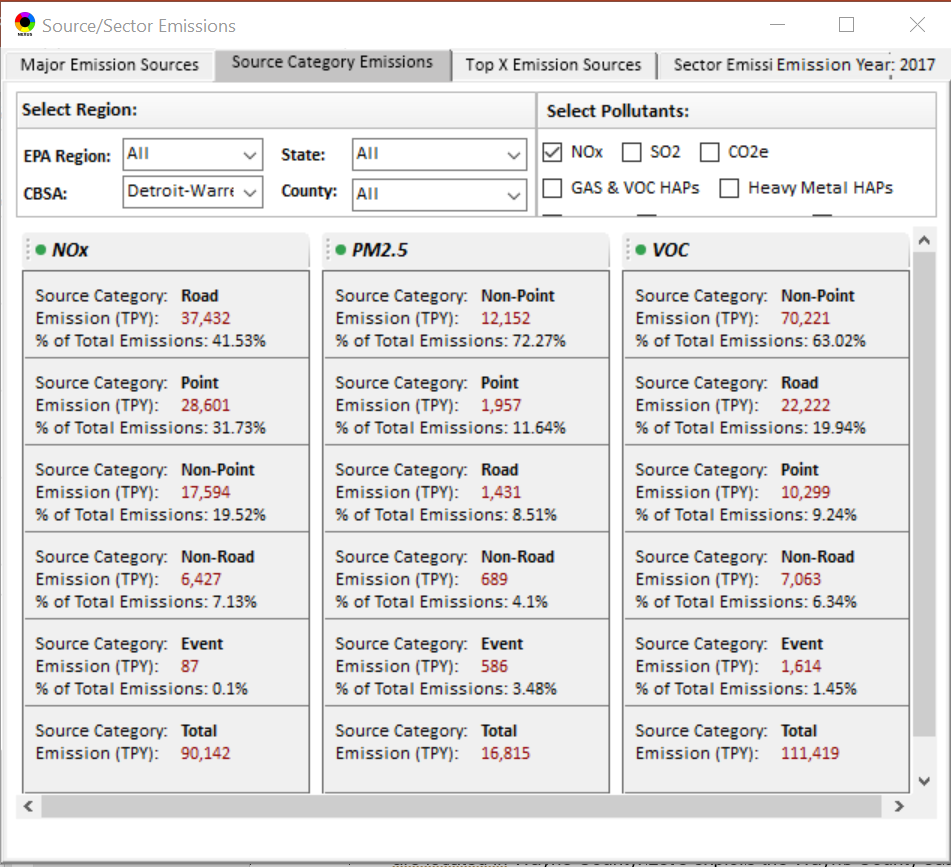 Source/Sector Emissions
Major Emission Sources
Source Category Emissions
Top X Emission Sources
Sector Emissi Emission Year: 2017
Select Region:
EPA Region: All
State: All
CBSA: Detroit-Warre
County: All
Select Pollutants:
NOx SO2 CO2e
GAS & VOC HAPs Heavy Metal HAPs
NOx
Source Category: Road
Emission (TPY): 37,432
% of Total Emissions: 41.53%
Source Category: Point
Emission (TPY): 28,601
% of Total Emissions: 31.73%
Source Category: Non-Point
Emission (TPY): 17,594
% of Total Emissions: 19.52%
Source Category: Non-Road
Emission (TPY): 6,427
% of Total Emissions: 7.13%
Source Category: Event
Emission (TPY): 87
% of Total Emissions: 0.1%
Source Category: Total
Emission (TPY): 90,142
PM2.5
Source Category: Non-Point
Emission (TPY): 12,152
% of Total Emissions: 72.27%
Source Category: Point
Emission (TPY): 1,957
% of Total Emissions: 11.64%
Source Category: Road
Emission (TPY): 1,431
% of Total Emissions: 8.51%
Source Category: Non-Road
Emission (TPY): 689
% of Total Emissions: 4.1%
Source Category: Event
Emission (TPY): 586
% of Total Emissions: 3.48%
Source Category: Total
Emission (TPY): 16,815
VOC
Source Category: Non-Point
Emission (TPY): 70,221
% of Total Emissions: 63.02%
Source Category: Road
Emission (TPY): 22,222
% of Total Emissions: 19.94%
Source Category: Point
Emission (TPY): 10,299
% of Total Emissions: 9.24%
Source Category: Non-Road
Emission (TPY): 7,063
% of Total Emissions: 6.34%
Source Category: Event
Emission (TPY): 1,614
% of Total Emissions: 1.45%
Source Category: Total
Emission (TPY): 111,419